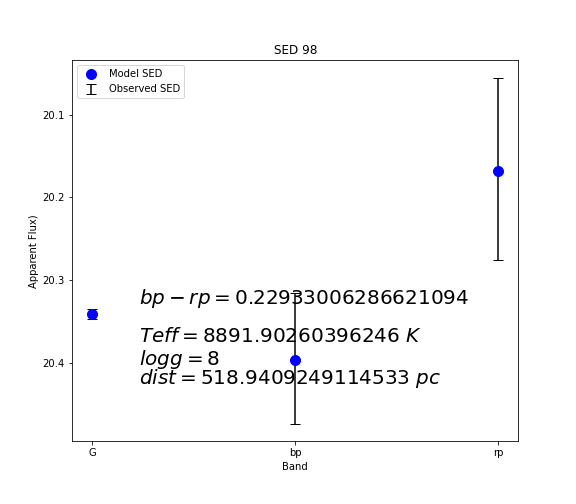 SED 98
Model SED
Observed SED
20.1
20.2
20.3
20.4
Apparent Flux)
bp − rp = 0.22933006286621094
Teff = 8891.90260396246 K
logg = 8
dist = 518.9409249114533 pc
G
bp
rp
Band